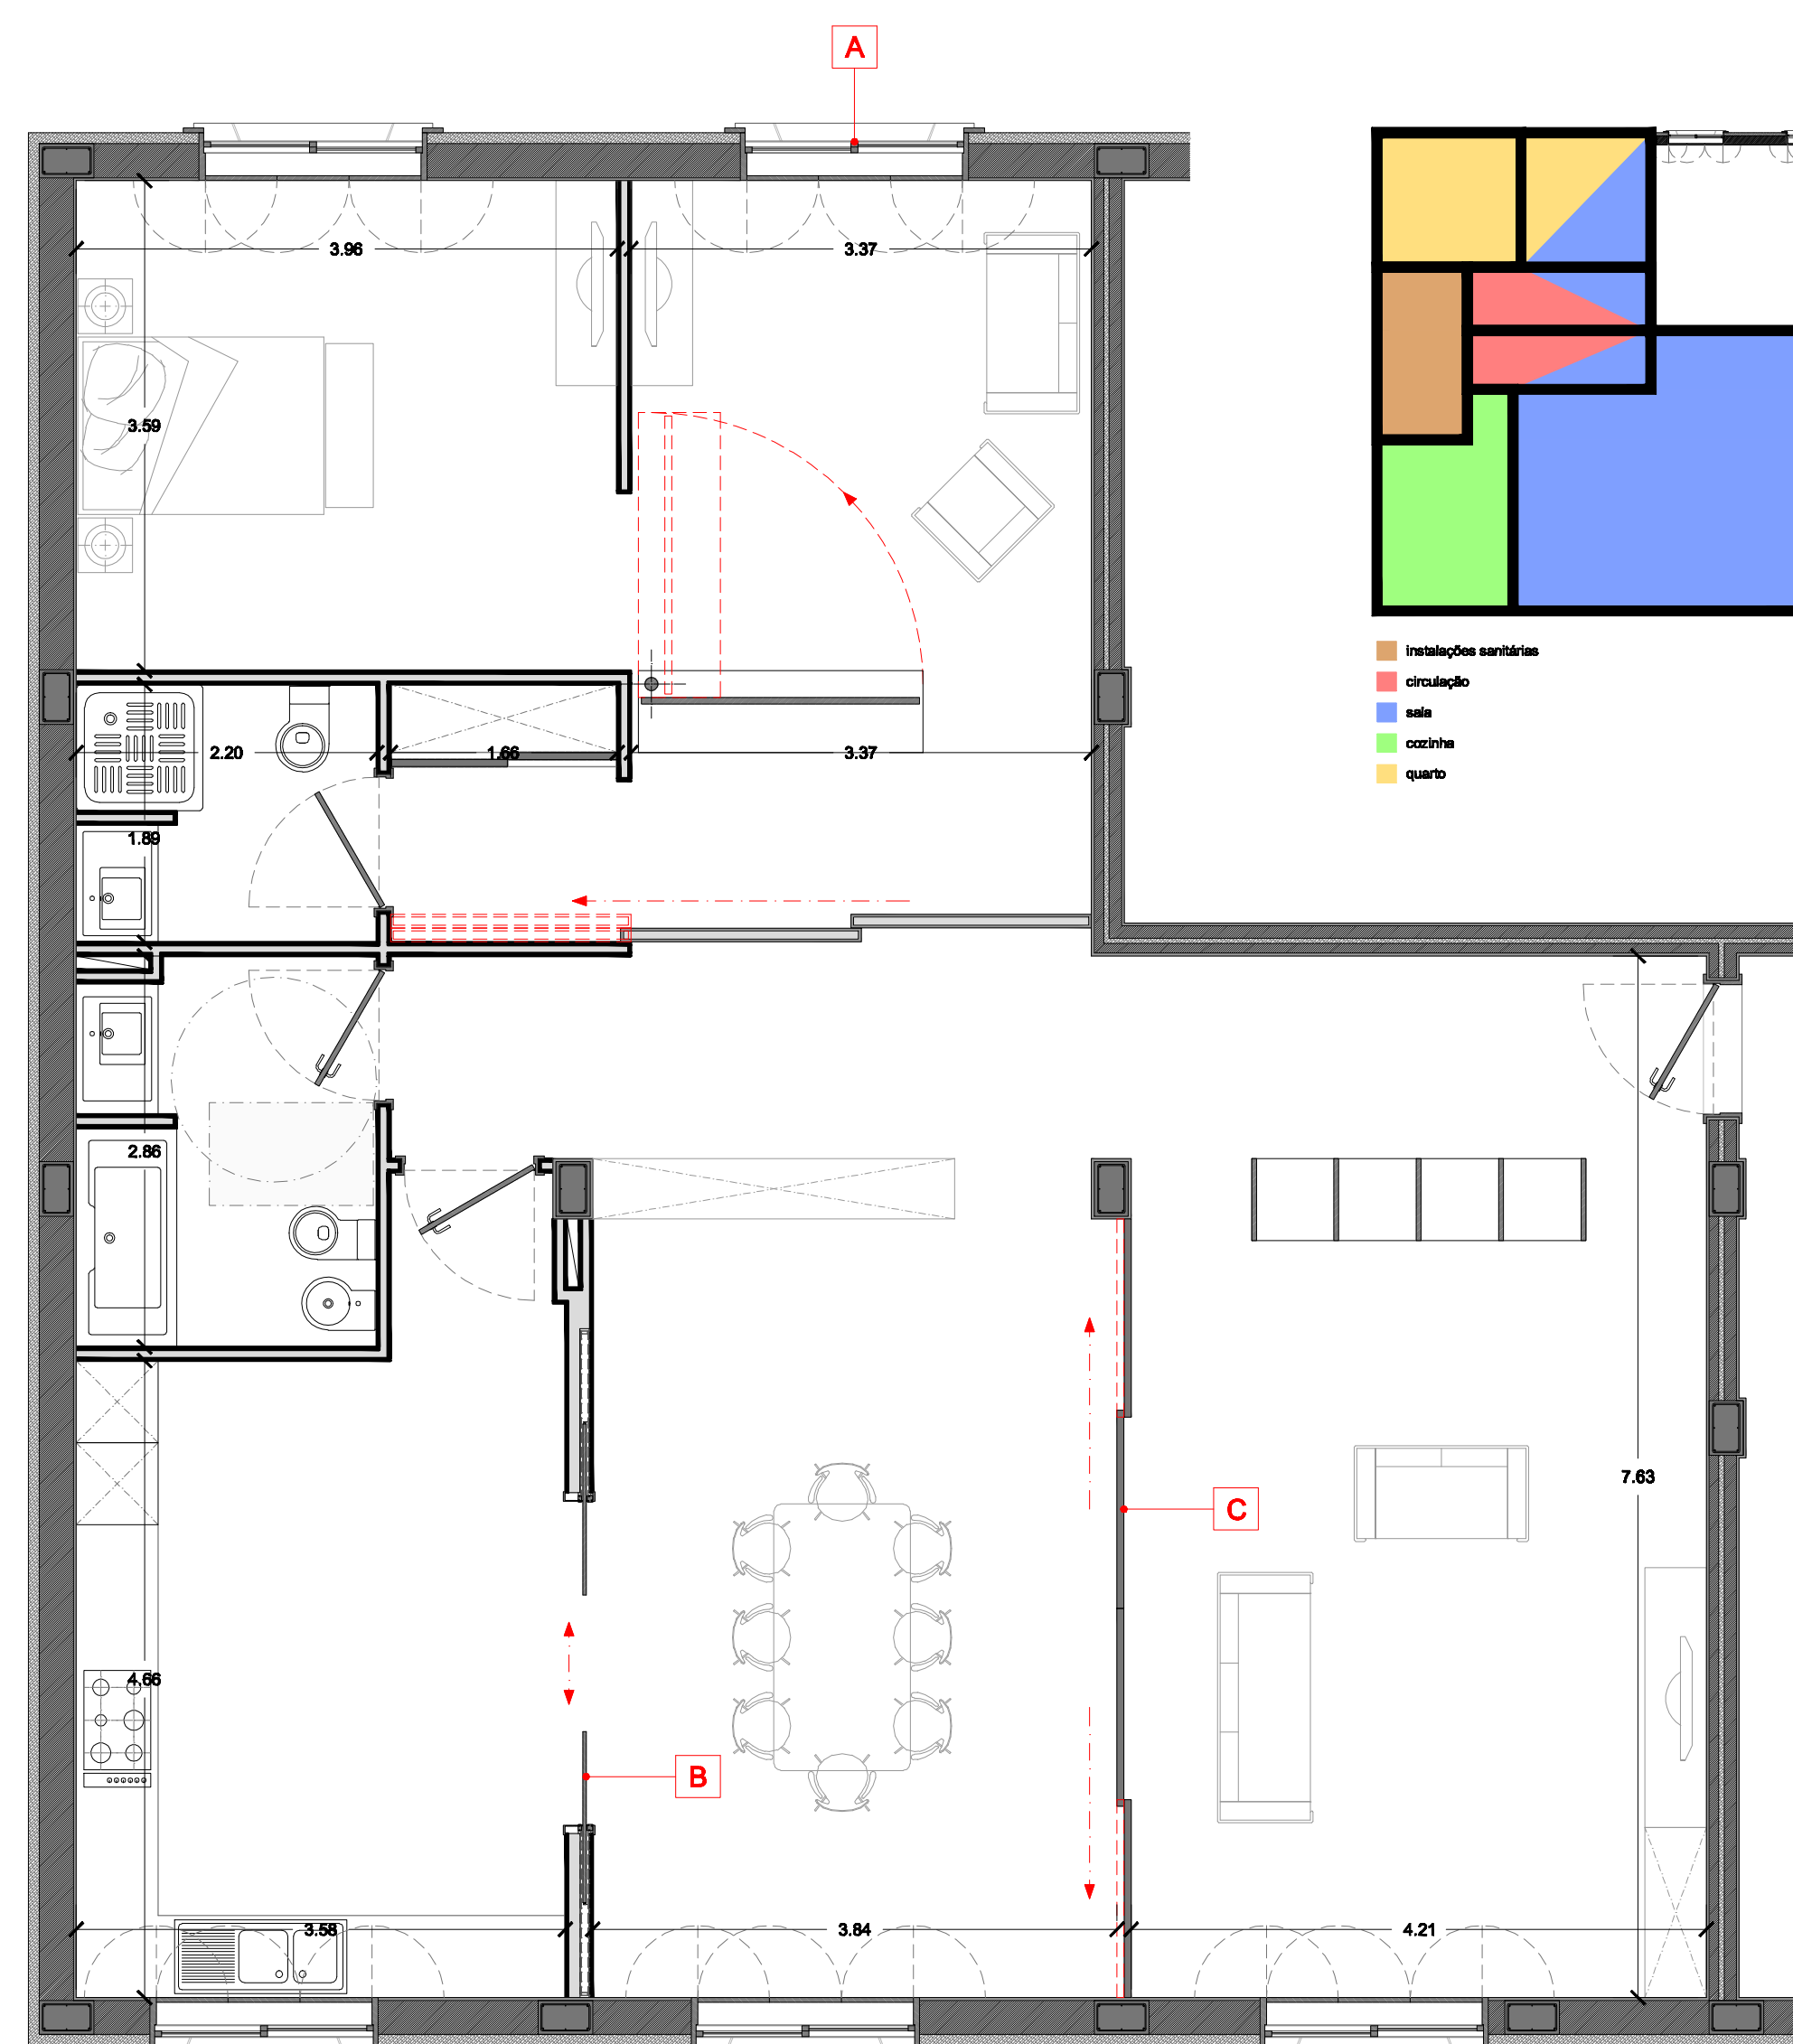 A
3.96
3.37
3.59
instalações sanitárias
circulação
sala
cozinha
quarto
2.20
1.66
3.37
1.89
2.86
7.63
C
4.66
B
3.58
3.84
4.21